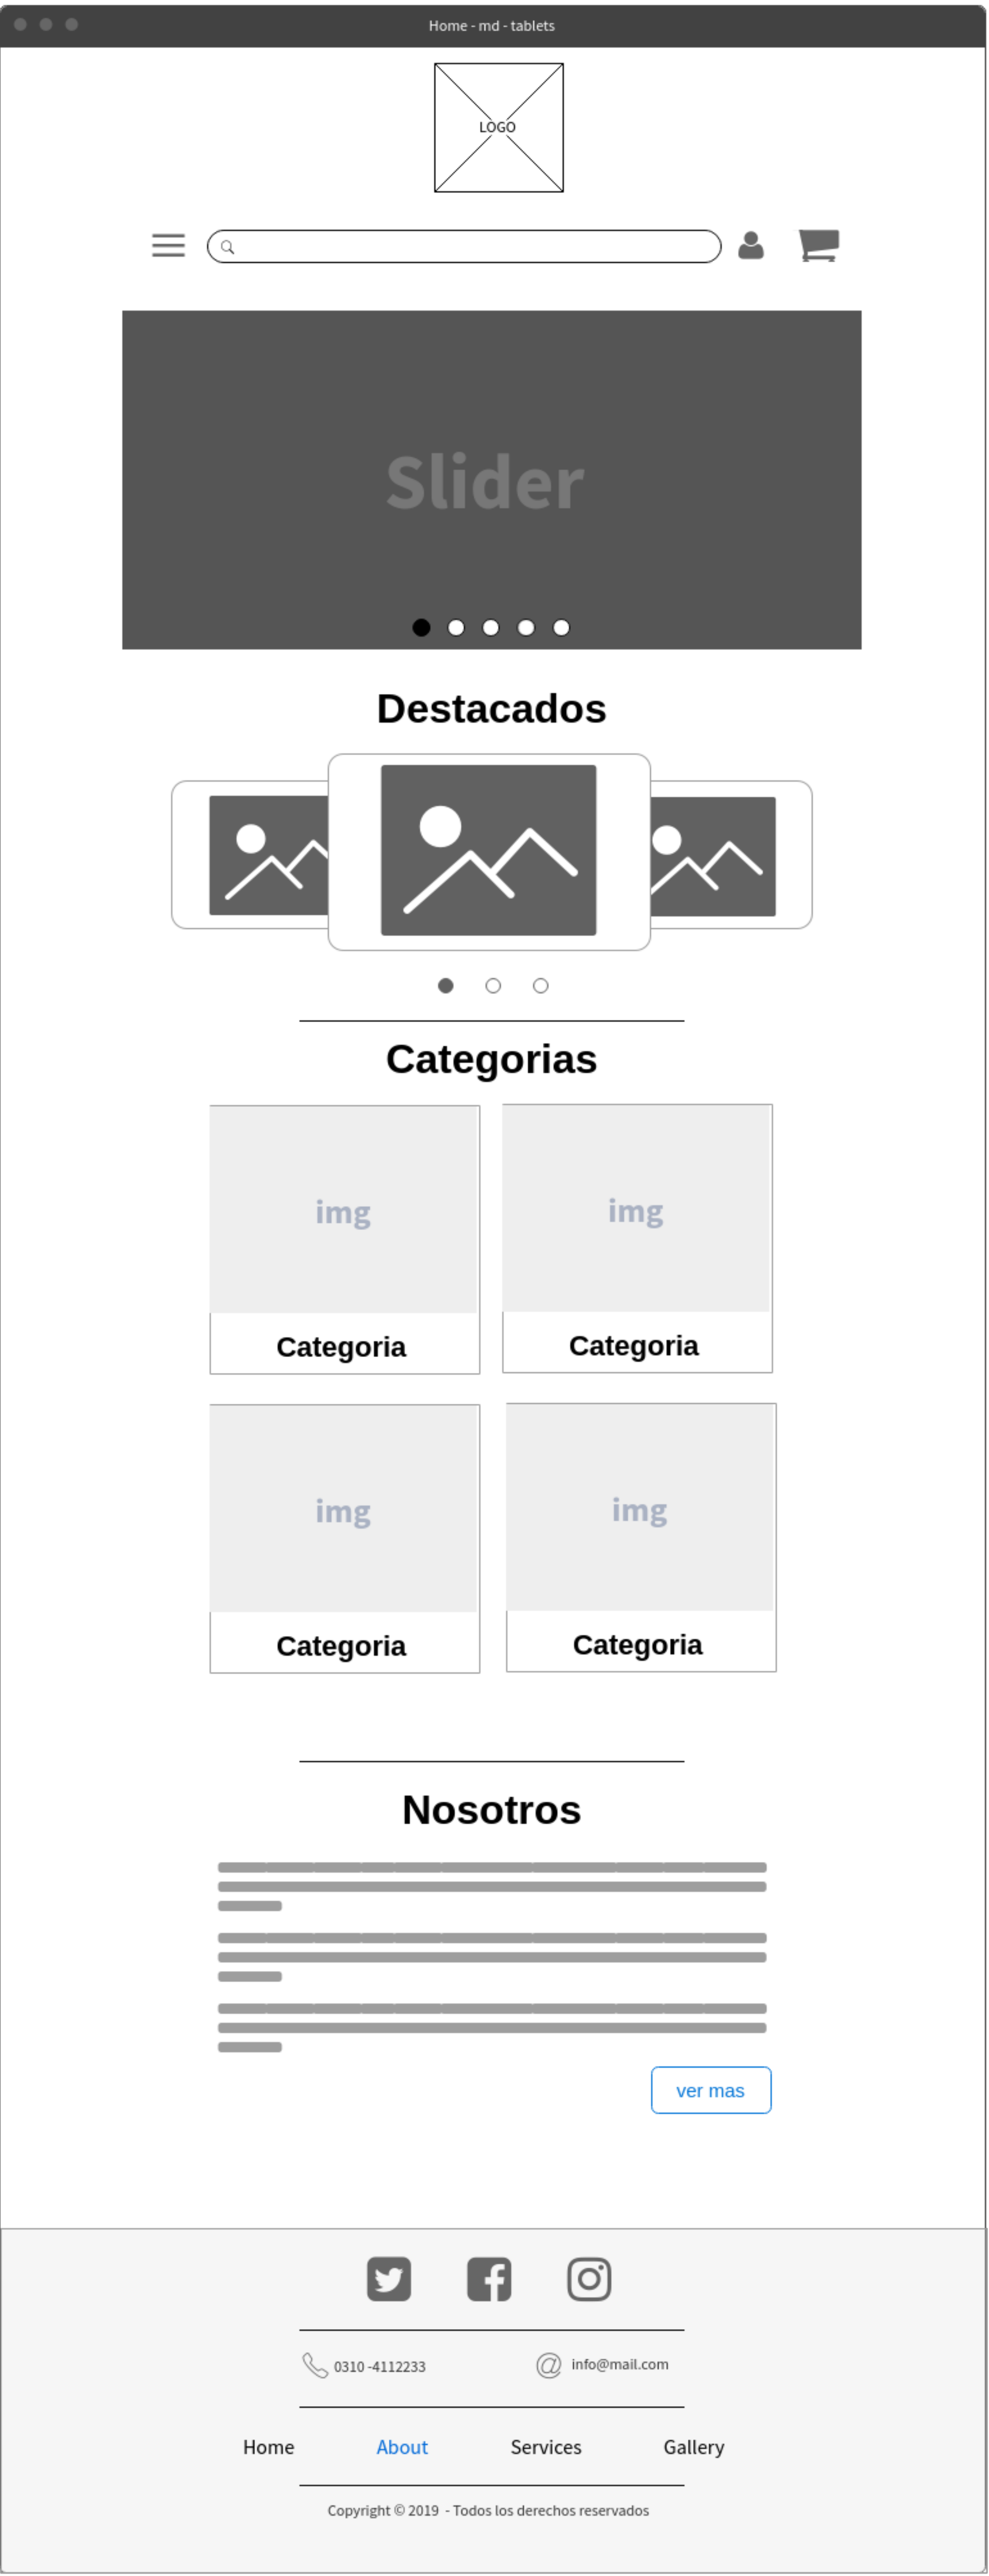 Home - md - tablets
LOGO
Slider
Destacados
Categorias
img
img
Categoria
Categoria
img
img
Categoria
Categoria
Nosotros
ver mas
0310 -4112233
info@mail.com
Home
About
Services
Gallery
Copyright © 2019 - Todos los derechos reservados